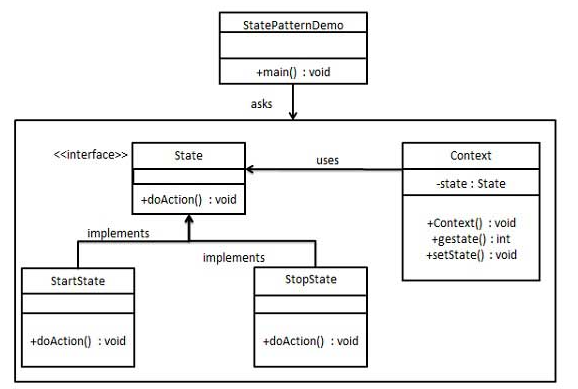 StatePatternDemo
+main() : void
asks
<<interface>>
State
+doAction() : void
uses
Context
-state : State
+Context() : void
+gestate() : int
+setState() : void
implements
implements
StartState
+doAction() : void
StopState
+doAction() : void